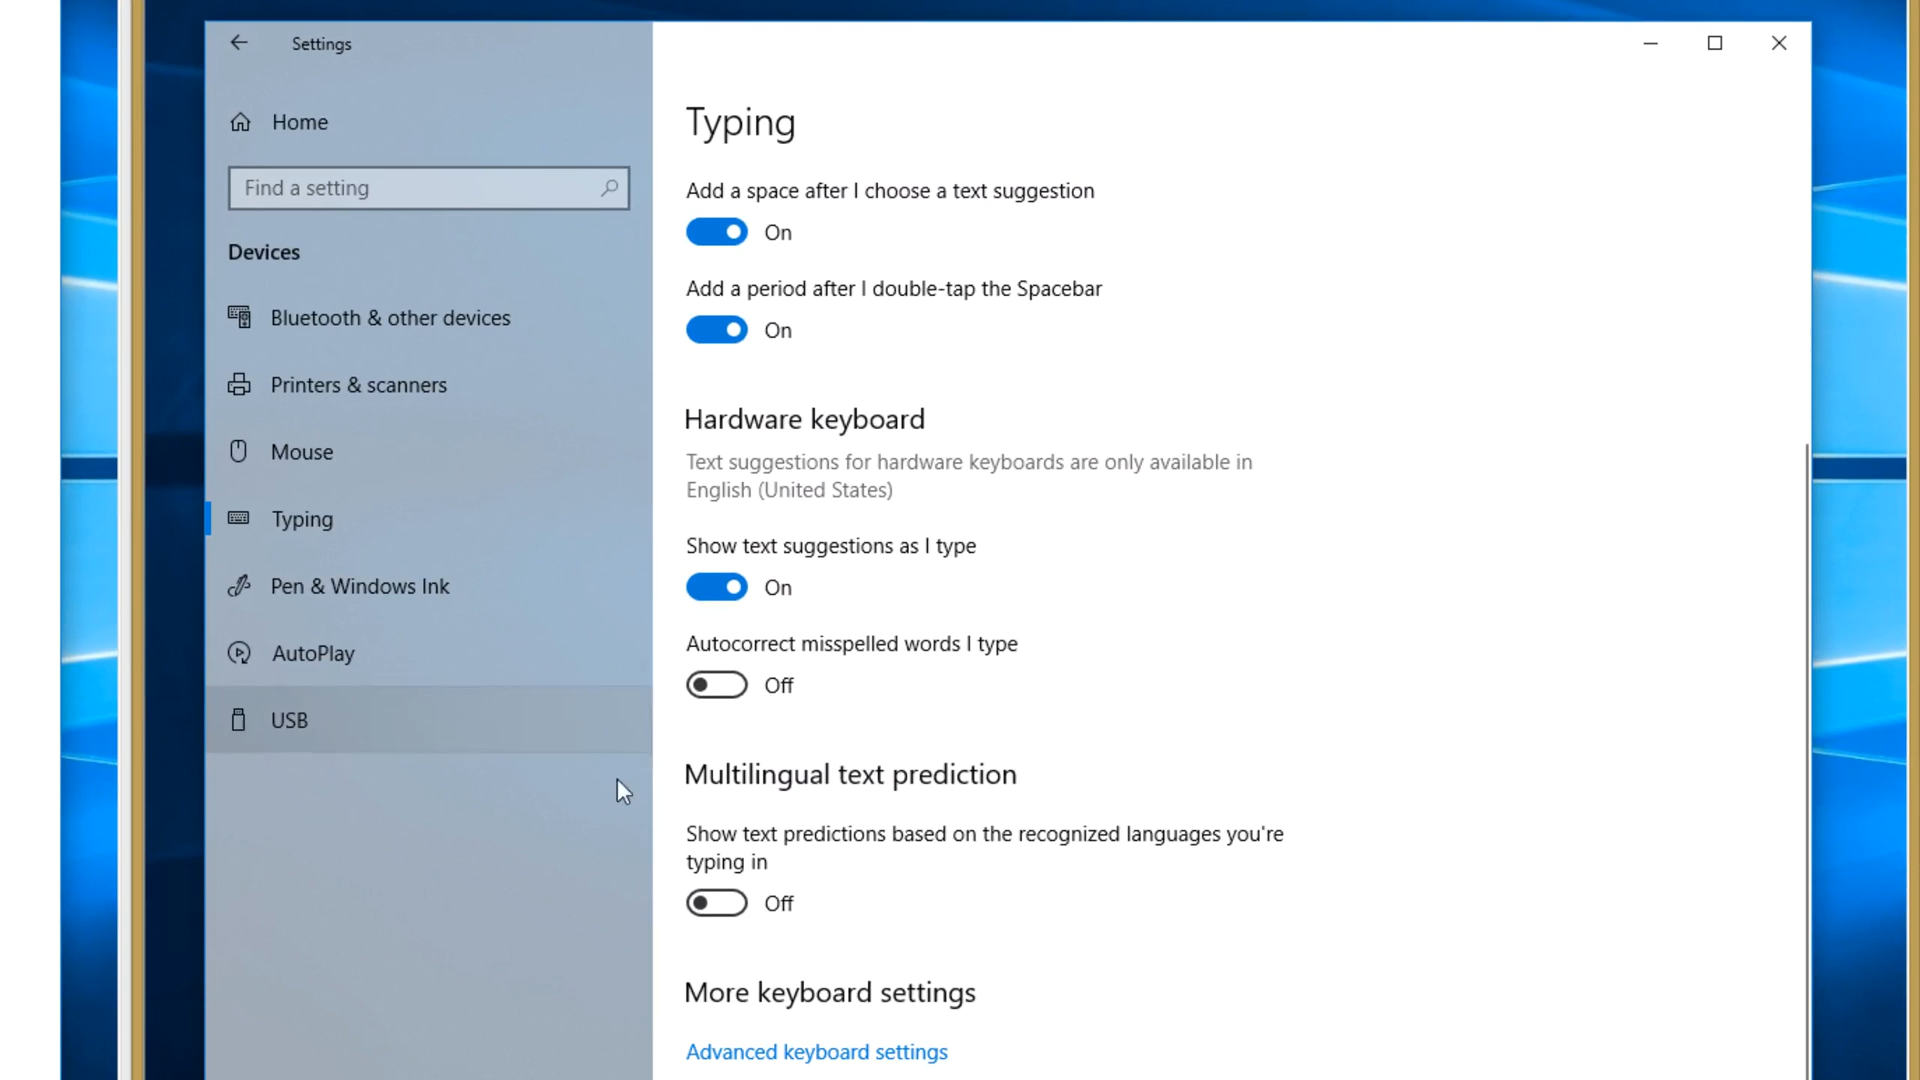 Settings
Home
Find a setting
Devices
Bluetooth & other devices
Printers & scanners
Mouse
Typing
Pen & Windows Ink
AutoPlay
USB
Typing
Add a space after I choose a text suggestion
On
Add a period after I double-tap the Spacebar
On
Hardware keyboard
Text suggestions for hardware keyboards are only available in
English (United States)
Show text suggestions as I type
On
Autocorrect misspelled words I type
Off
Multilingual text prediction
Show text predictions based on the recognized languages you're
typing in
Off
More keyboard settings
Advanced keyboard settings